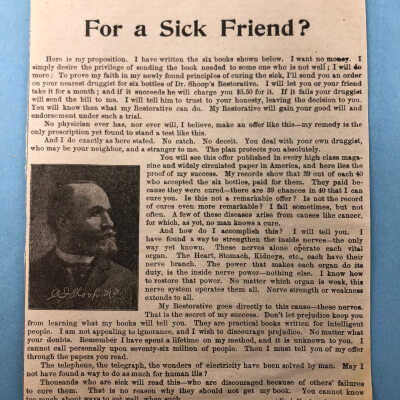 For a Sick Friend?
Here is my proposition. I have written the six books shown below. I want no money. I
simply desire the privilege of sending the book needed to some one who is not well; I will do
more: To prove my faith in my newly found principles of curing the sick, I'll send you an order
on your nearest druggist for six bottles of Dr. Shoop's Restorative. I will let you or your friend
take it for a month; and if it succeeds he will charge you $5.50 for it. If it fails your druggist
will send the bill to me. I will tell him to trust to your honesty, leaving the decision to you.
You will know then what my Restorative can do. My Restorative will gain your good will and
endorsement under such a trial.
No physician ever has, nor ever will, I believe, make an offer like this—my remedy is the
only prescription yet found to stand a test like this.
And I do exactly as here stated. No catch. No deceit. You deal with your own druggist,
who may be your neighbor, and a stranger to me. The plan protects you absolutely.
You will see this offer published in every high class maga-
zine and widely circulated paper in America, and here lies the
proof of my success. My records show that 39 out of each 40
who accepted the six bottles, paid for them. They paid be-
cause they were cured—there are 39 chances in 40 that I can
cure you. Is this not a remarkable offer? Is not the record
of cures even more remarkable? I fail sometimes, but not
often. A few of these diseases arise from causes like cancer,
for which, as yet, no man knows a cure.
And how do I accomplish this? I will tell you. I
have found a way to strengthen the inside nerves—the only
way yet known. These nerves alone operate each vital
organ. The Heart, Stomach, Kidneys, etc., each have their
nerve branch. The power that makes each organ do its
duty, is the inside nerve power—nothing else. I know how
to restore that power. No matter which organ is weak, this
nerve system operates them all. Nerve strength or weakness
extends to all.
My Restorative goes directly to this cause—these nerves.
That is the secret of my success. Don't let prejudice keep you
from learning what my books will tell you. They are practical books written for intelligent
people. I am not appealing to ignorance, and I wish to discourage prejudice. No matter what
your doubts. Remember I have spent a lifetime on my method, and it is unknown to you. I
cannot call personally upon seventy-six million of people. Then I must tell you of my offer
through the papers you read.
The telephone, the telegraph, the wonders of electricity have been solved by man. May I
not have found a way to do as much for human ills?
Thousands who are sick will read this—who are discouraged because of others' failures
to cure them. That is no reason why they should not get my book. You cannot know